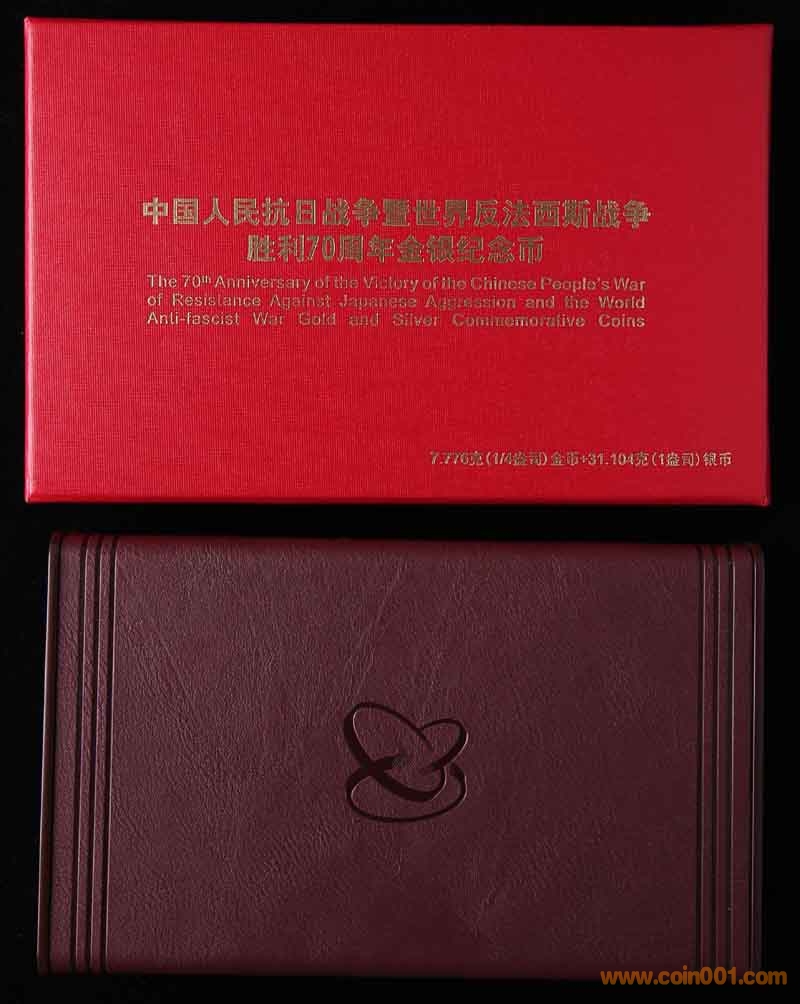 中国人民抗日战争暨世界反法西斯战争
胜利70周年金银纪念币
The 70th Anniversary of the Victory of the Chinese People's War
of Resistance Against Japanese Aggression and the World
Anti-fascist War Gold and Silver Commemorative Coins
7.776克(1/4盎司)金币+31.104克(1盎司)银币
www.coin001.com